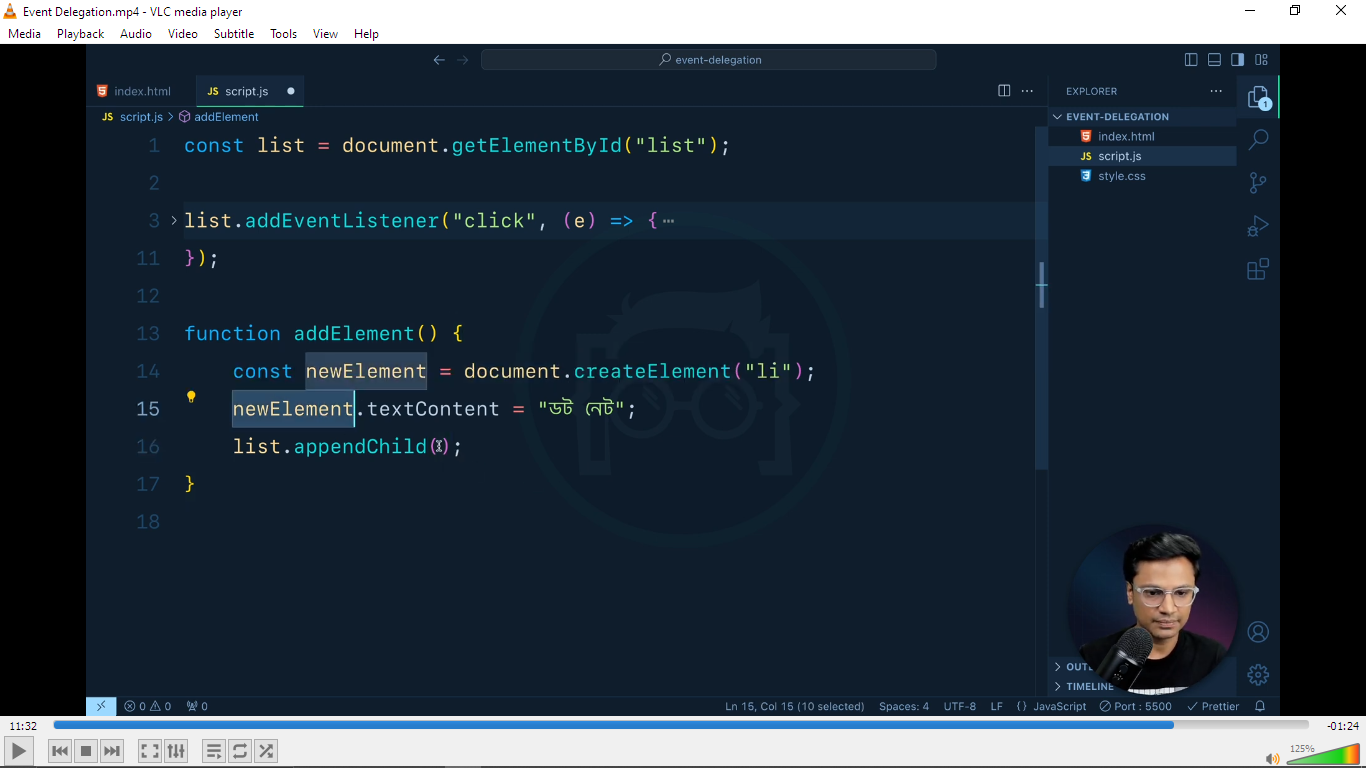 Event Delegation.mp4 - VLC media player
Media Playback Audio Video Subtitle Tools View Help
event-delegation
index.html JS script.js
EXPLORER
JS script.js > addElement
EVENT-DELEGATION
index.html
JS script.js
style.css
1
1 const list = document.getElementById("list");
2
3 list.addEventListener("click", (e) => {
11 });
12
13 function addElement() {
14 const newElement = document.createElement("li");
15 newElement.textContent = "ডট নেট";
16 list.appendChild();
17 }
18
TIMELINE
0 0 0
Ln 15, Col 15 (10 selected) Spaces: 4 UTF-8 LF {} JavaScript Port : 5500 Prettier
11:32 -01:24
125%